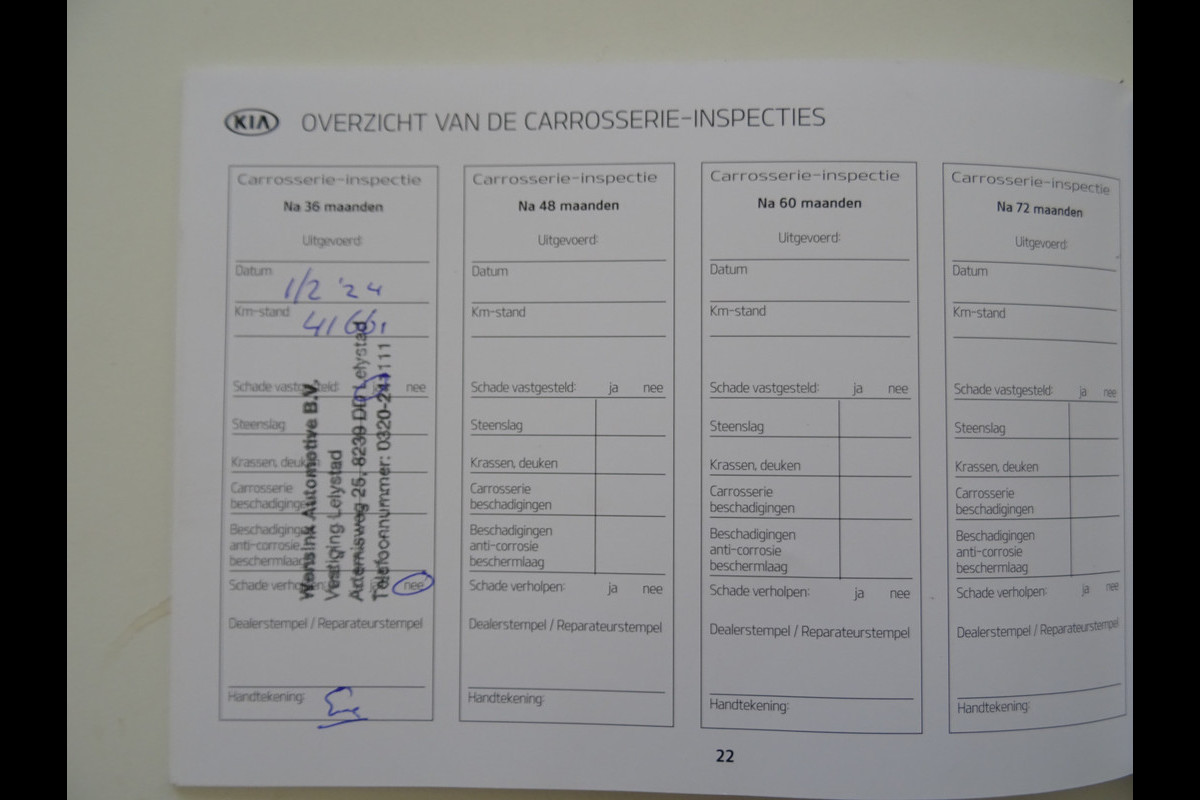 KIA OVERZICHT VAN DE CARROSSERIE-INSPECTIES
Carrosserie-inspectie
Na 36 maanden
Uitgevoerd:
Datum
1/2 '24
Km-stand
Schade vastgesteld: ja nee
Steenslag
Krassen, deuken
Carrosserie
beschadigingen
Beschadigingen
anti-corrosie
beschermlaag
Schade verholpen: nee
Dealerstempel / Reparateurstempel
Handtekening:
Wensink Automotive B.V.
Vestiging Lelystad
Artemisweg 25, 8239 DD Lelystad
Telefoonnummer:
Carrosserie-inspectie
Na 48 maanden
Uitgevoerd:
Datum
Km-stand
Schade vastgesteld: ja nee
Steenslag
Krassen, deuken
Carrosserie
beschadigingen
Beschadigingen
anti-corrosie
beschermlaag
Schade verholpen: ja nee
Dealerstempel / Reparateurstempel
Handtekening:
Carrosserie-inspectie
Na 60 maanden
Uitgevoerd:
Datum
Km-stand
Schade vastgesteld: ja nee
Steenslag
Krassen, deuken
Carrosserie
beschadigingen
Beschadigingen
anti-corrosie
beschermlaag
Schade verholpen: ja nee
Dealerstempel / Reparateurstempel
Handtekening:
Carrosserie-inspectie
Na 72 maanden
Uitgevoerd:
Datum
Km-stand
Schade vastgesteld: ja nee
Steenslag
Krassen, deuken
Carrosserie
beschadigingen
Beschadigingen
anti-corrosie
beschermlaag
Schade verholpen: ja nee
Dealerstempel / Reparateurstempel
Handtekening:
22